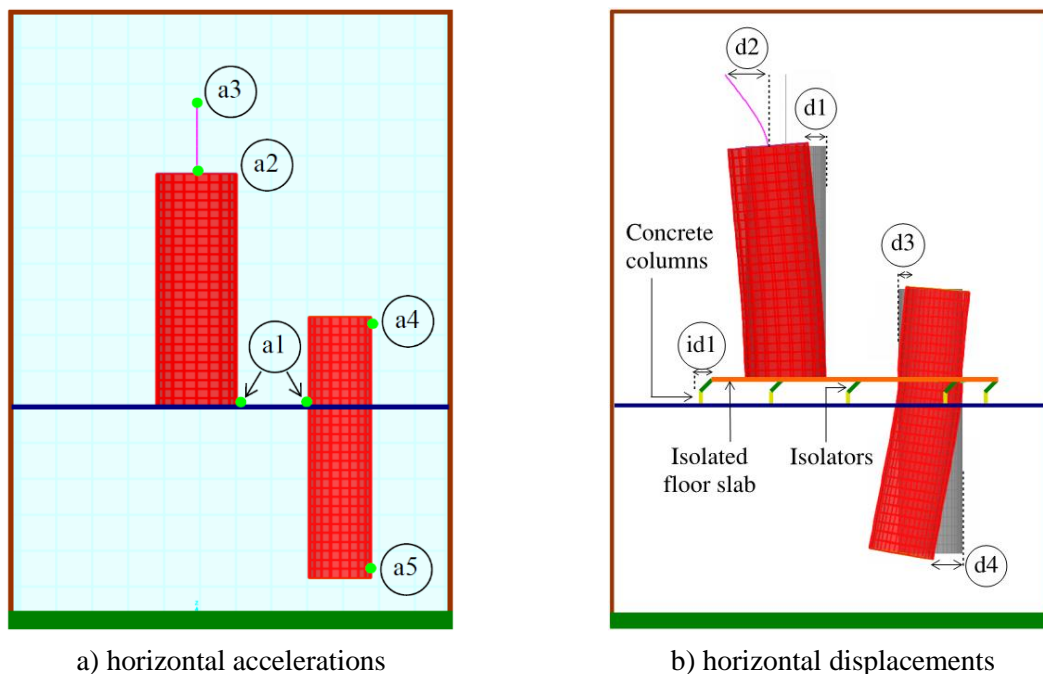 a3
a2
a1
a4
a5
a) horizontal accelerations
d2
d1
Concrete
columns
d3
id1
Isolated
floor slab
Isolators
d4
b) horizontal displacements